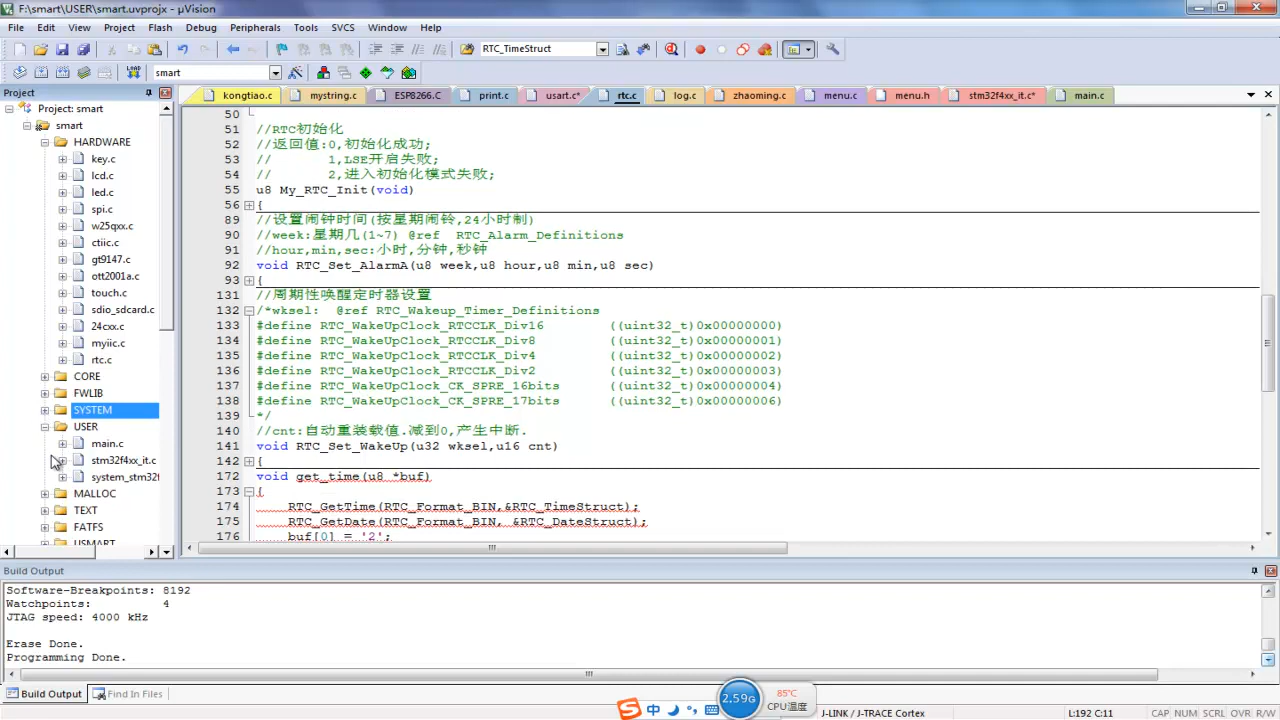 F:\smart\USER\smart.uvprojx - µVision
File Edit View Project Flash Debug Peripherals Tools SVCS Window Help
RTC_TimeStruct
LOAD smart
Project
kongtiao.c mystring.c ESP8266.C print.c usart.c* rtc.c log.c zhaoming.c menu.c menu.h stm32f4xx_it.c* main.c
Project: smart
smart
HARDWARE
key.c
lcd.c
led.c
spi.c
w25qxx.c
ctiic.c
gt9147.c
ott2001a.c
touch.c
sdio_sdcard.c
24cxx.c
myiic.c
rtc.c
CORE
FWLIB
SYSTEM
USER
main.c
stm32f4xx_it.c
system_stm32f
MALLOC
TEXT
FATFS
USMART
50
51 //RTC初始化
52 //返回值:0,初始化成功;
53 // 1,LSE开启失败;
54 // 2,进入初始化模式失败;
55 u8 My_RTC_Init(void)
56 {
89 //设置闹钟时间(按星期闹铃,24小时制)
90 //week:星期几(1~7) @ref RTC_Alarm_Definitions
91 //hour,min,sec:小时,分钟,秒钟
92 void RTC_Set_AlarmA(u8 week,u8 hour,u8 min,u8 sec)
93 {
131 //周期性唤醒定时器设置
132 /*wksel: @ref RTC_Wakeup_Timer_Definitions
133 #define RTC_WakeUpClock_RTCCLK_Div16 ((uint32_t)0x00000000)
134 #define RTC_WakeUpClock_RTCCLK_Div8 ((uint32_t)0x00000001)
135 #define RTC_WakeUpClock_RTCCLK_Div4 ((uint32_t)0x00000002)
136 #define RTC_WakeUpClock_RTCCLK_Div2 ((uint32_t)0x00000003)
137 #define RTC_WakeUpClock_CK_SPRE_16bits ((uint32_t)0x00000004)
138 #define RTC_WakeUpClock_CK_SPRE_17bits ((uint32_t)0x00000006)
139 */
140 //cnt:自动重装载值.减到0,产生中断.
141 void RTC_Set_WakeUp(u32 wksel,u16 cnt)
142 {
172 void get_time(u8 *buf)
173 {
174 RTC_GetTime(RTC_Format_BIN,&RTC_TimeStruct);
175 RTC_GetDate(RTC_Format_BIN, &RTC_DateStruct);
176 buf[0] = '2';
Build Output
Software-Breakpoints: 8192
Watchpoints: 4
JTAG speed: 4000 kHz
Erase Done.
Programming Done.
Build Output Find In Files
S 中 2.59G 85℃
CPU温度
J-LINK / J-TRACE Cortex L:192 C:11 CAP NUM SCRL OVR R/W